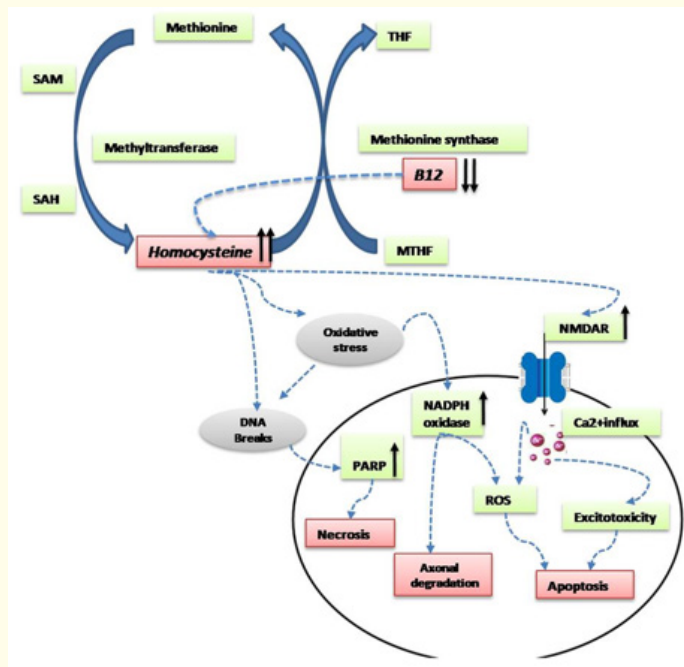 Methionine
THF
SAM
Methyltransferase
Methionine synthase
B12
SAH
Homocysteine
MTHF
Oxidative
stress
NMDAR
DNA
Breaks
NADPH
oxidase
Ca2+influx
PARP
ROS
Excitotoxicity
Necrosis
Axonal
degradation
Apoptosis